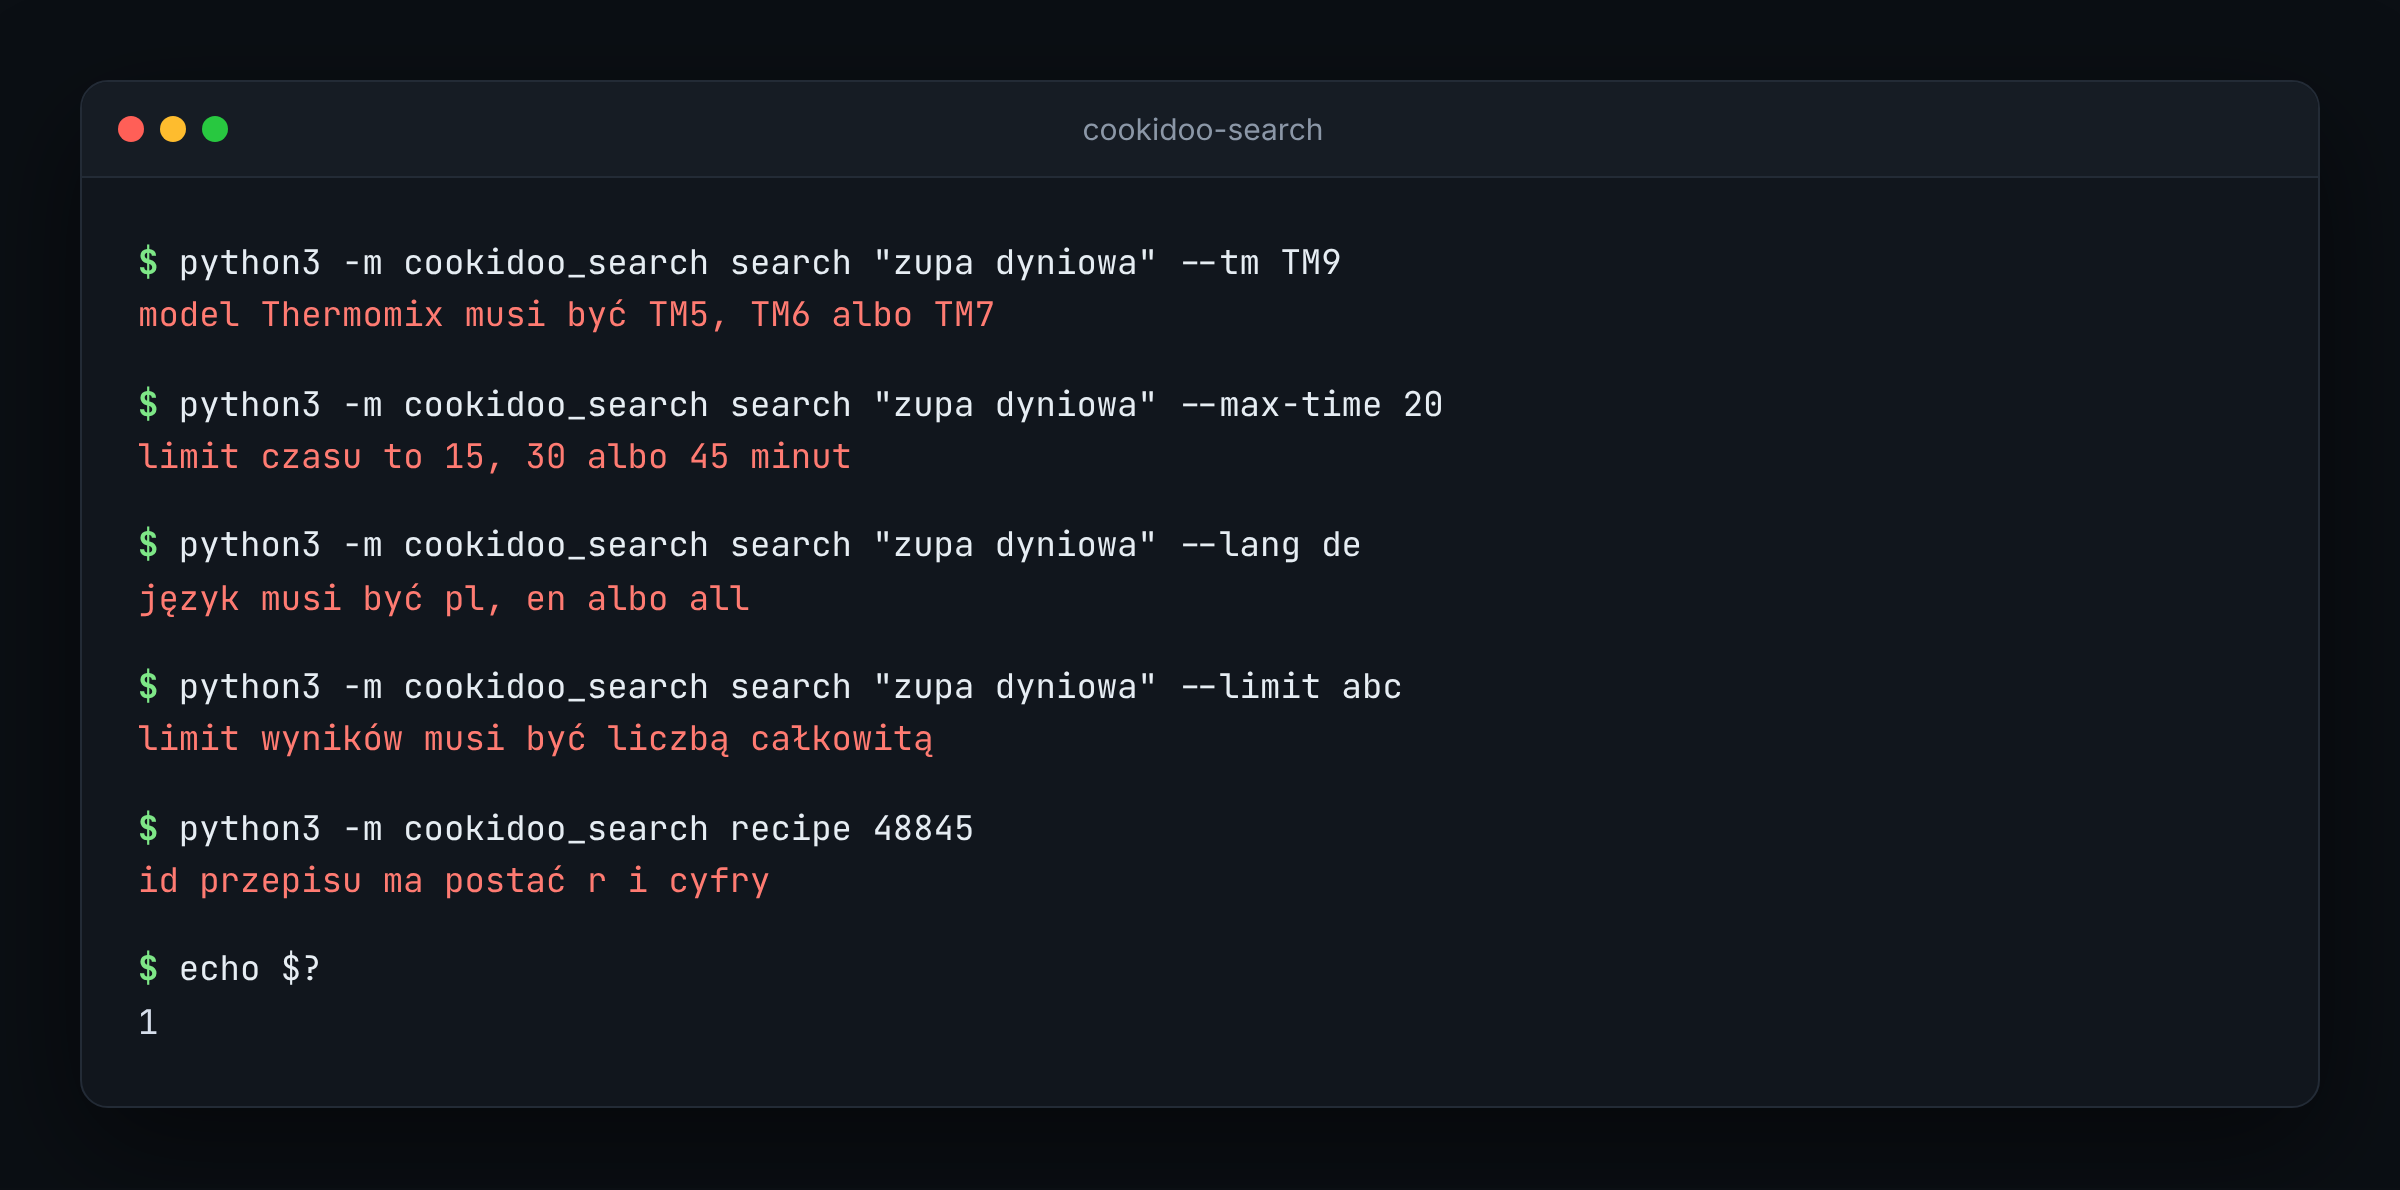 cookidoo-search
$ python3 -m cookidoo_search search "zupa dyniowa" --tm TM9
model Thermomix musi być TM5, TM6 albo TM7
$ python3 -m cookidoo_search search "zupa dyniowa" --max-time 20
limit czasu to 15, 30 albo 45 minut
$ python3 -m cookidoo_search search "zupa dyniowa" --lang de
język musi być pl, en albo all
$ python3 -m cookidoo_search search "zupa dyniowa" --limit abc
limit wyników musi być liczbą całkowitą
$ python3 -m cookidoo_search recipe 48845
id przepisu ma postać r i cyfry
$ echo $?
1